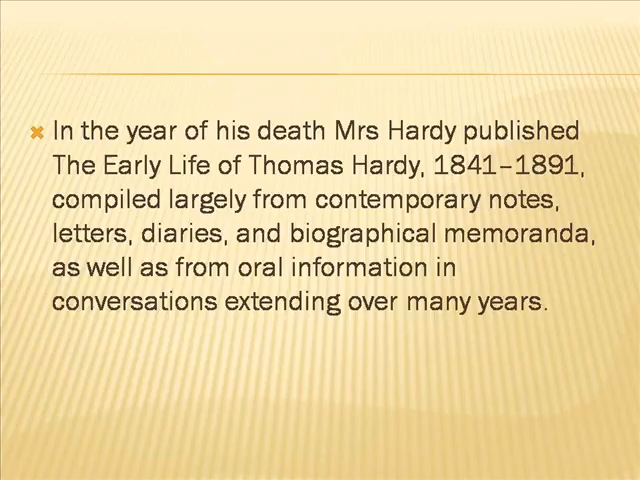 In the year of his death Mrs Hardy published
The Early Life of Thomas Hardy, 1841–1891,
compiled largely from contemporary notes,
letters, diaries, and biographical memoranda,
as well as from oral information in
conversations extending over many years.